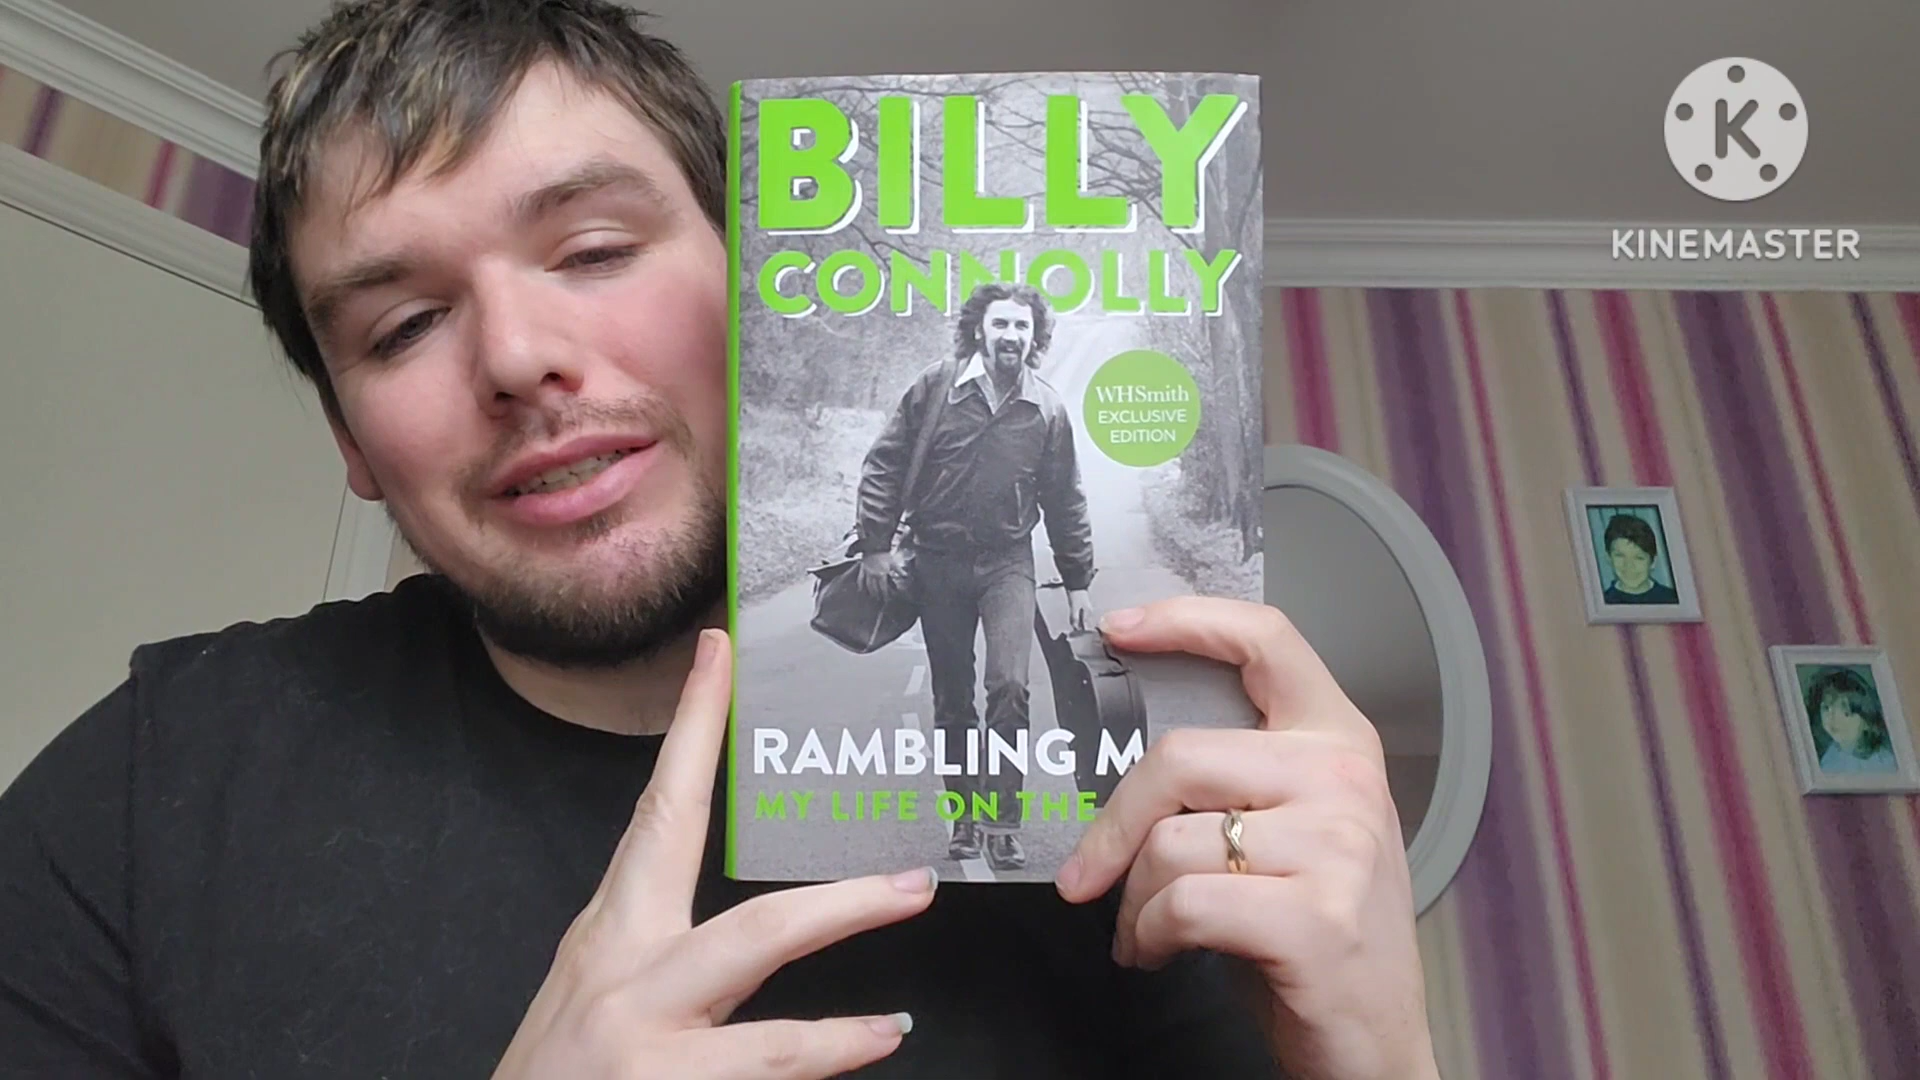 BILLY
CONNOLLY
WHSmith
EXCLUSIVE
EDITION
RAMBLING M
MY LIFE ON THE
K
KINEMASTER